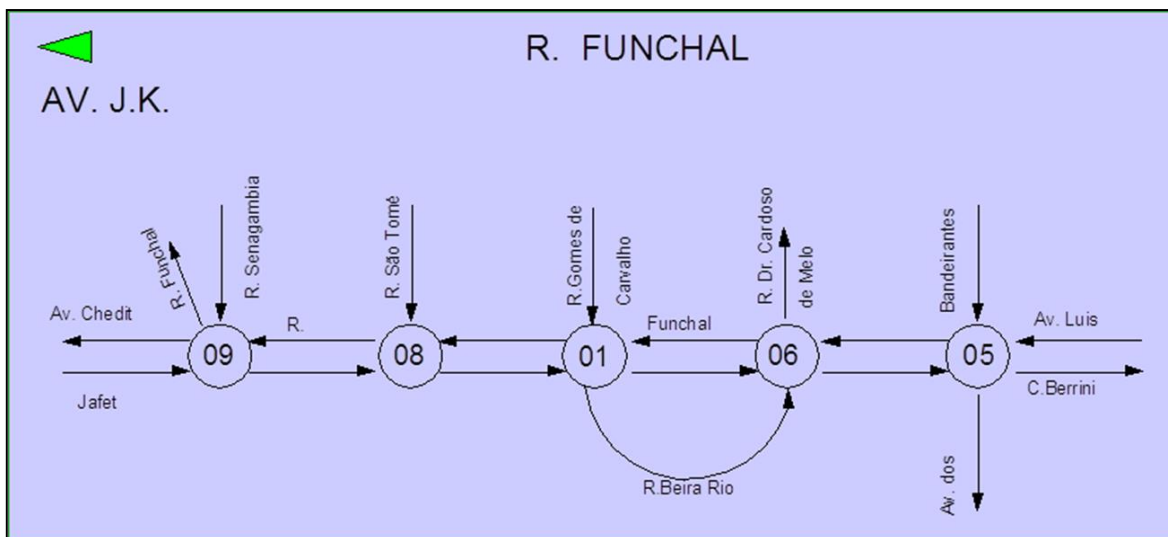 R. FUNCHAL
AV. J.K.
R. Funchal
R. Senagambia
R. São Tomé
R.Gomes de
Carvalho
R. Dr. Cardoso
de Melo
Bandeirantes
Av. Chedit
R.
Funchal
Av. Luis
09
08
01
06
05
Jafet
C.Berrini
R.Beira Rio
Av. dos